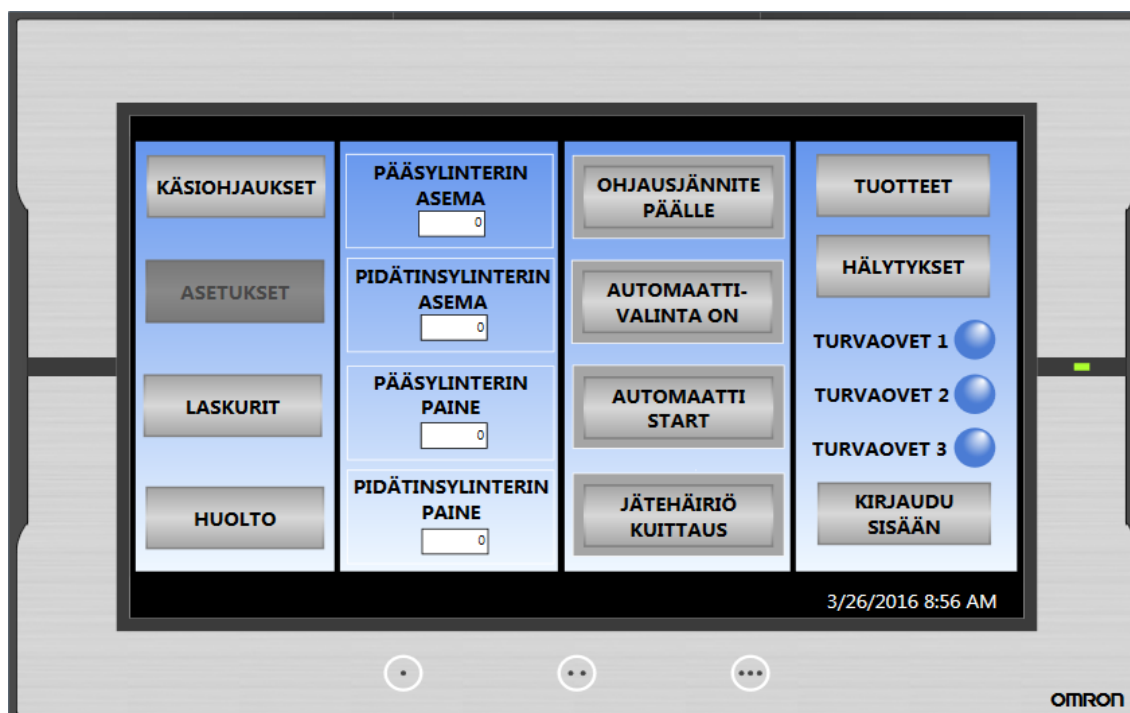 KÄSIOHJAUKSET
ASETUKSET
LASKURIT
HUOLTO
PÄÄSYLINTERIN
ASEMA
0
PIDÄTINSYLINTERIN
ASEMA
0
PÄÄSYLINTERIN
PAINE
0
PIDÄTINSYLINTERIN
PAINE
0
OHJAUSJÄNNITE
PÄÄLLE
AUTOMAATTI-
VALINTA ON
AUTOMAATTI
START
JÄTEHÄIRIÖ
KUITTAUS
TUOTTEET
HÄLYTYKSET
TURVAOVET 1
TURVAOVET 2
TURVAOVET 3
KIRJAUDU
SISÄÄN
3/26/2016 8:56 AM
OMRON